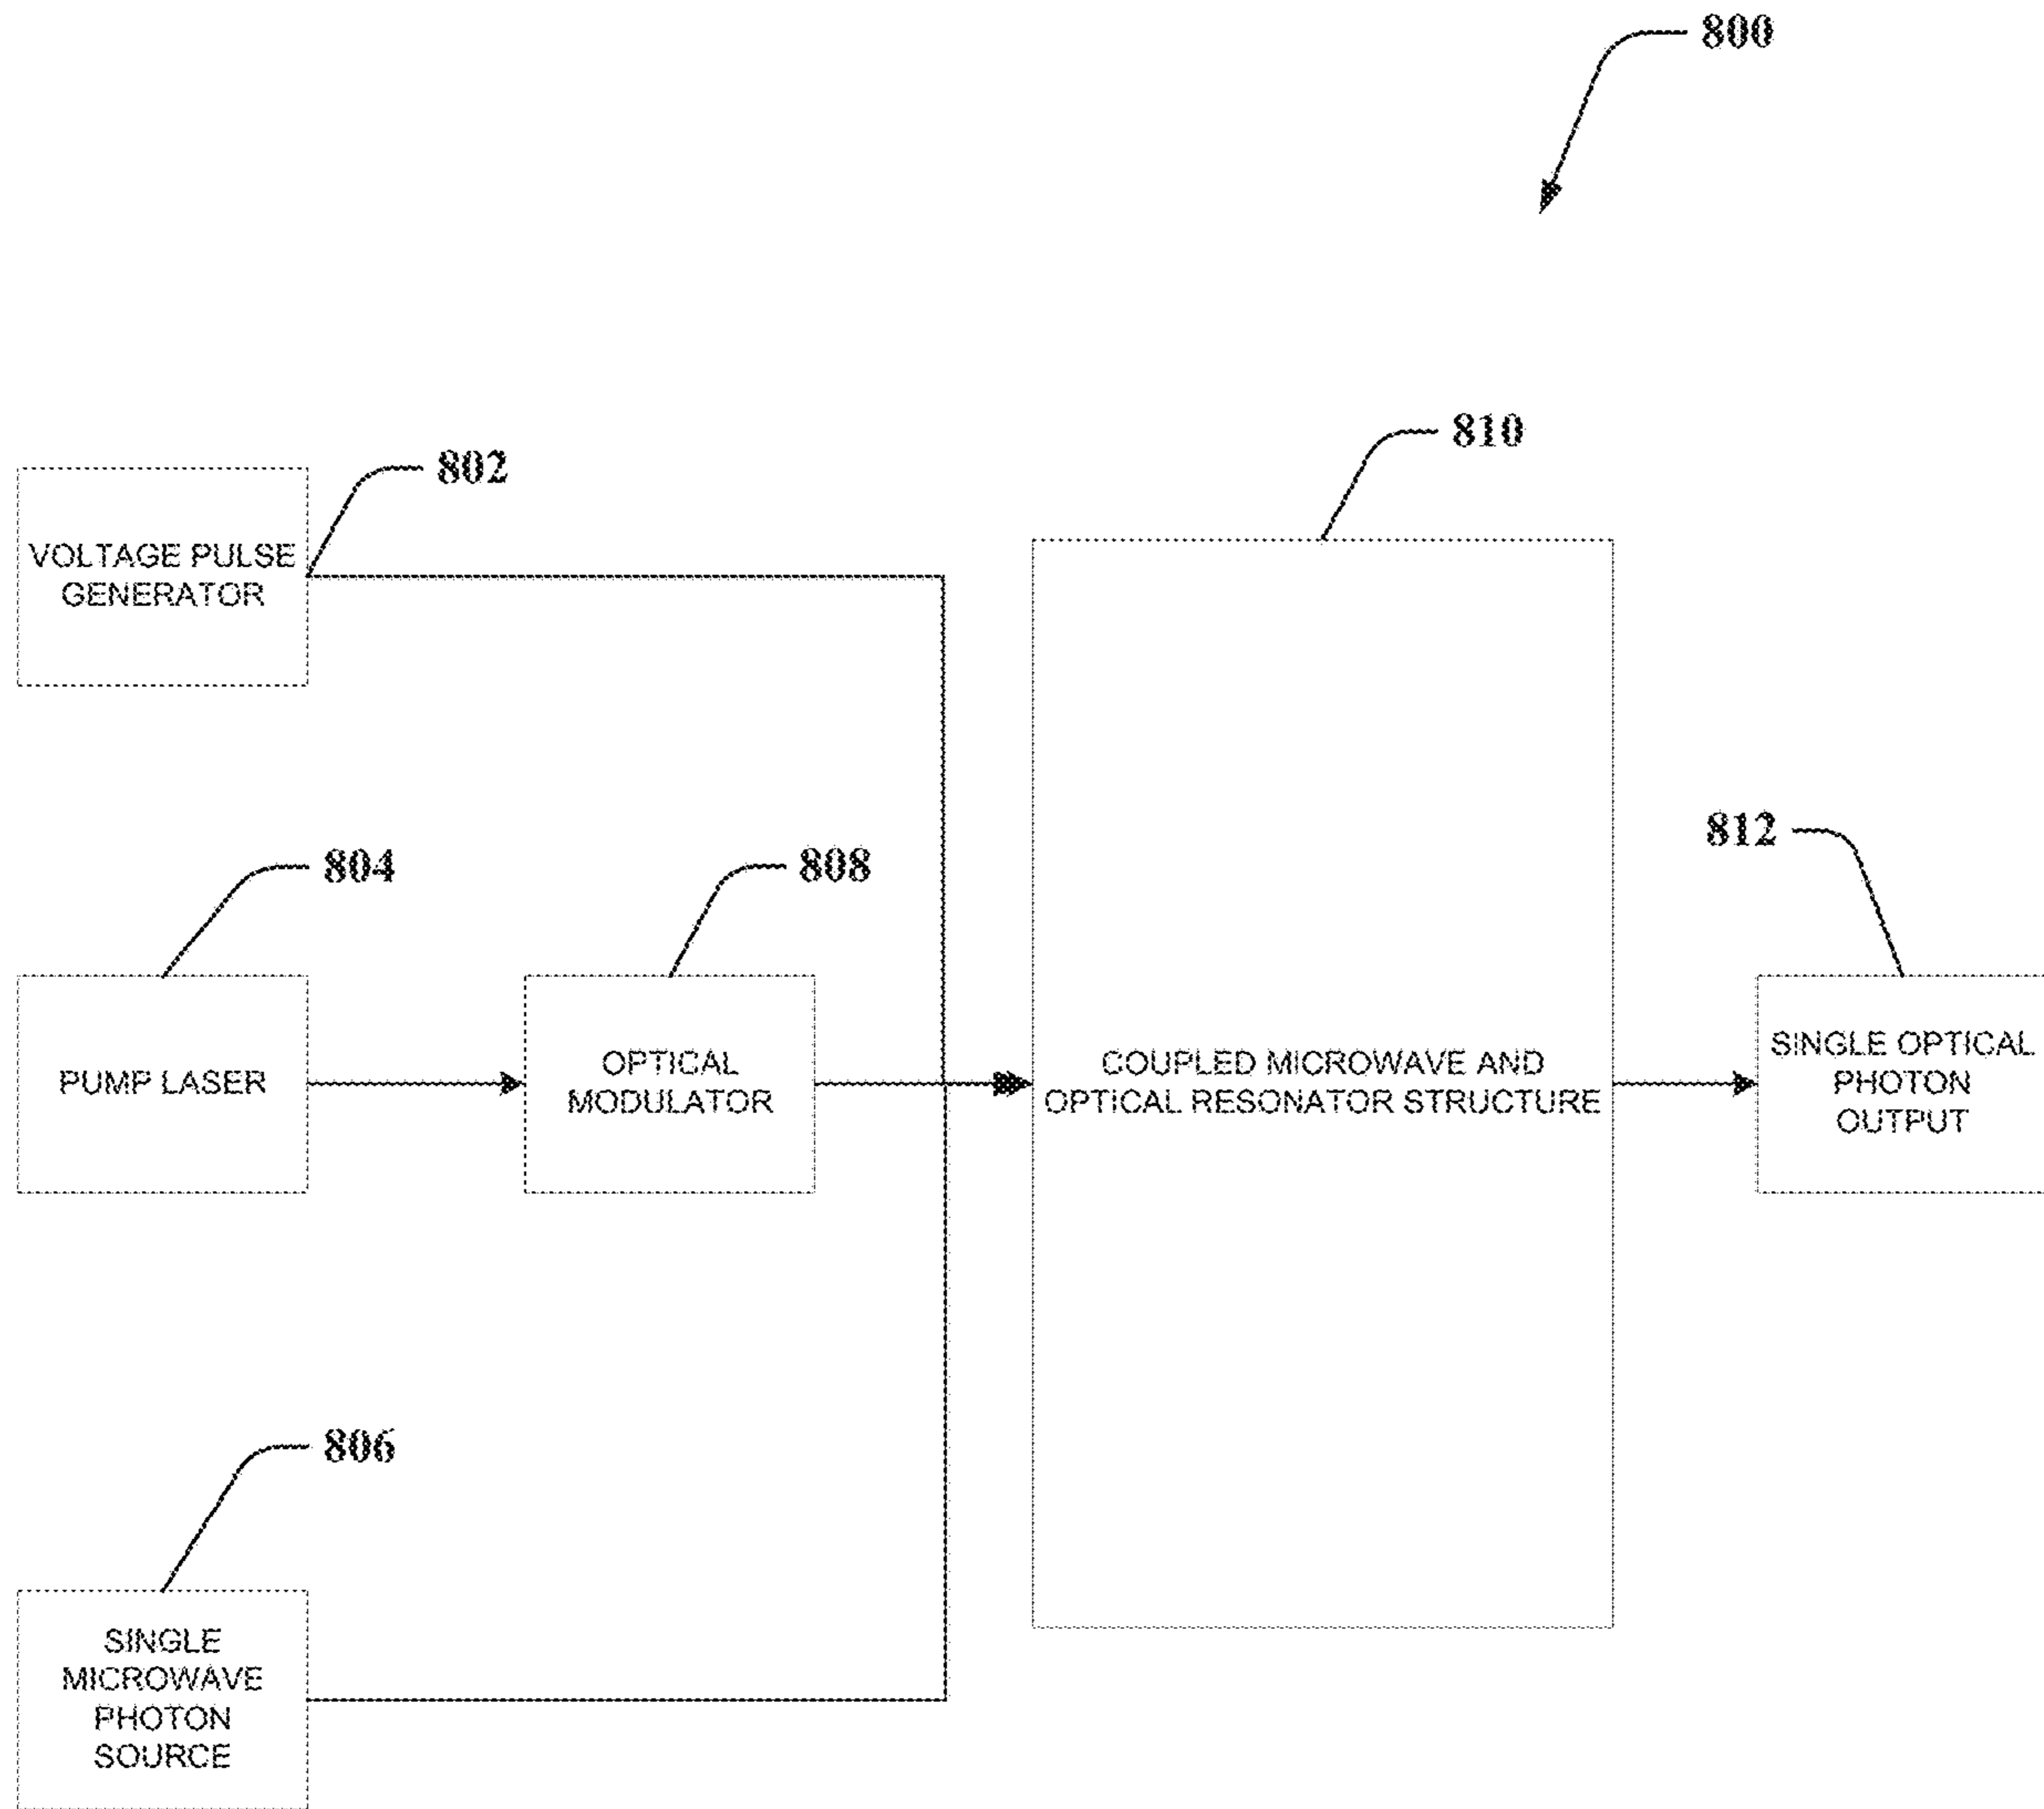 800
810
802
VOLTAGE PULSE
GENERATOR
812
804
808
PUMP LASER
OPTICAL
MODULATOR
COUPLED MICROWAVE AND
OPTICAL RESONATOR STRUCTURE
SINGLE OPTICAL
PHOTON
OUTPUT
806
SINGLE
MICROWAVE
PHOTON
SOURCE